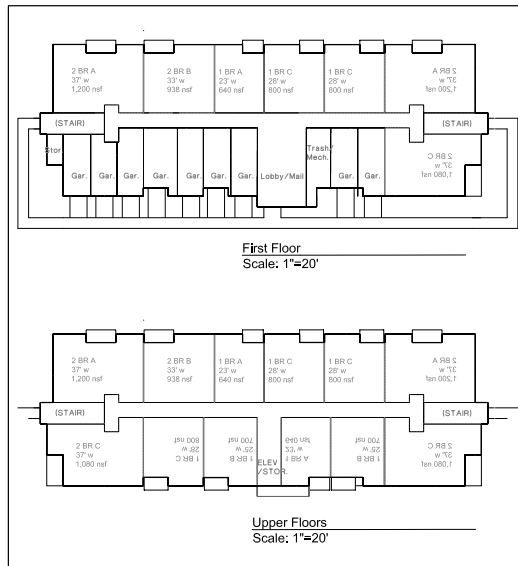 2 BR A
37' w
1,200 nsf
2 BR B
33' w
938 nsf
1 BR A
23' w
640 nsf
1 BR C
28' w
800 nsf
1 BR C
28' w
800 nsf
2 BR A
37' w
1,200 nsf
(STAIR)
(STAIR)
Stor.
Gar.
Gar.
Gar.
Gar.
Gar.
Gar.
Gar.
Lobby/Mail
Trash/
Mech.
Gar.
Gar.
2 BR C
37' w
1,080 nsf
First Floor
Scale: 1"=20'
2 BR A
37' w
1,200 nsf
2 BR B
33' w
938 nsf
1 BR A
23' w
640 nsf
1 BR C
28' w
800 nsf
1 BR C
28' w
800 nsf
2 BR A
37' w
1,200 nsf
(STAIR)
(STAIR)
2 BR C
37' w
1,080 nsf
1 BR C
28' w
800 nsf
1 BR B
25' w
700 nsf
ELEV
/STOR.
1 BR A
23' w
640 nsf
1 BR B
25' w
700 nsf
2 BR C
37' w
1,080 nsf
Upper Floors
Scale: 1"=20'